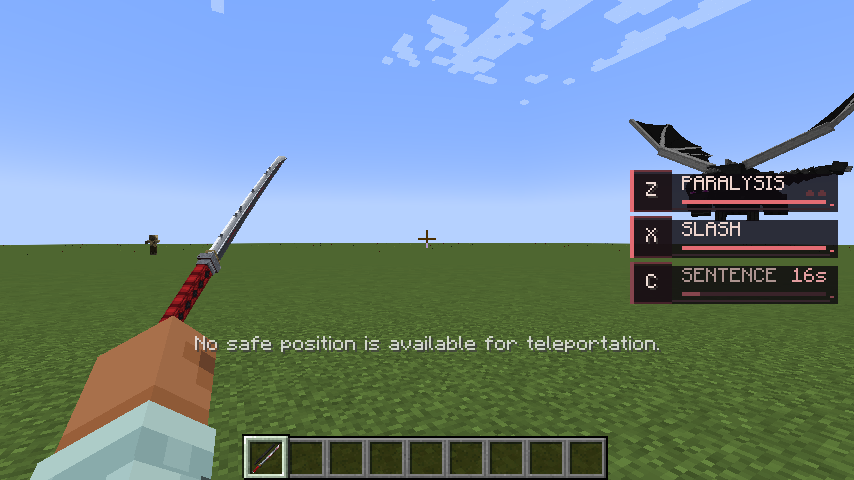 Z PARALYSIS
X SLASH
C SENTENCE 16s
No safe position is available for teleportation.